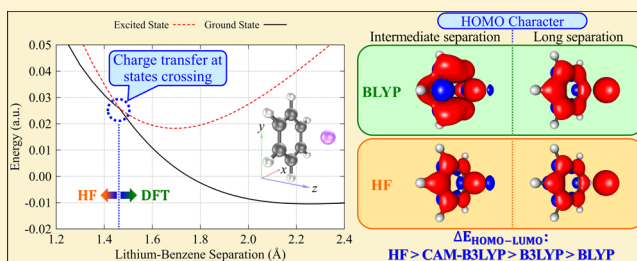 Excited State
Ground State
0.05
0.04
0.03
0.02
0.01
0.00
-0.01
-0.02
Energy (a.u.)
Charge transfer at
states crossing
HF
DFT
y
x
z
1.2
1.4
1.6
1.8
2.0
2.2
2.4
Lithium-Benzene Separation (Å)
HOMO Character
Intermediate separation
Long separation
BLYP
HF
ΔE_HOMO-LUMO:
HF > CAM-B3LYP > B3LYP > BLYP